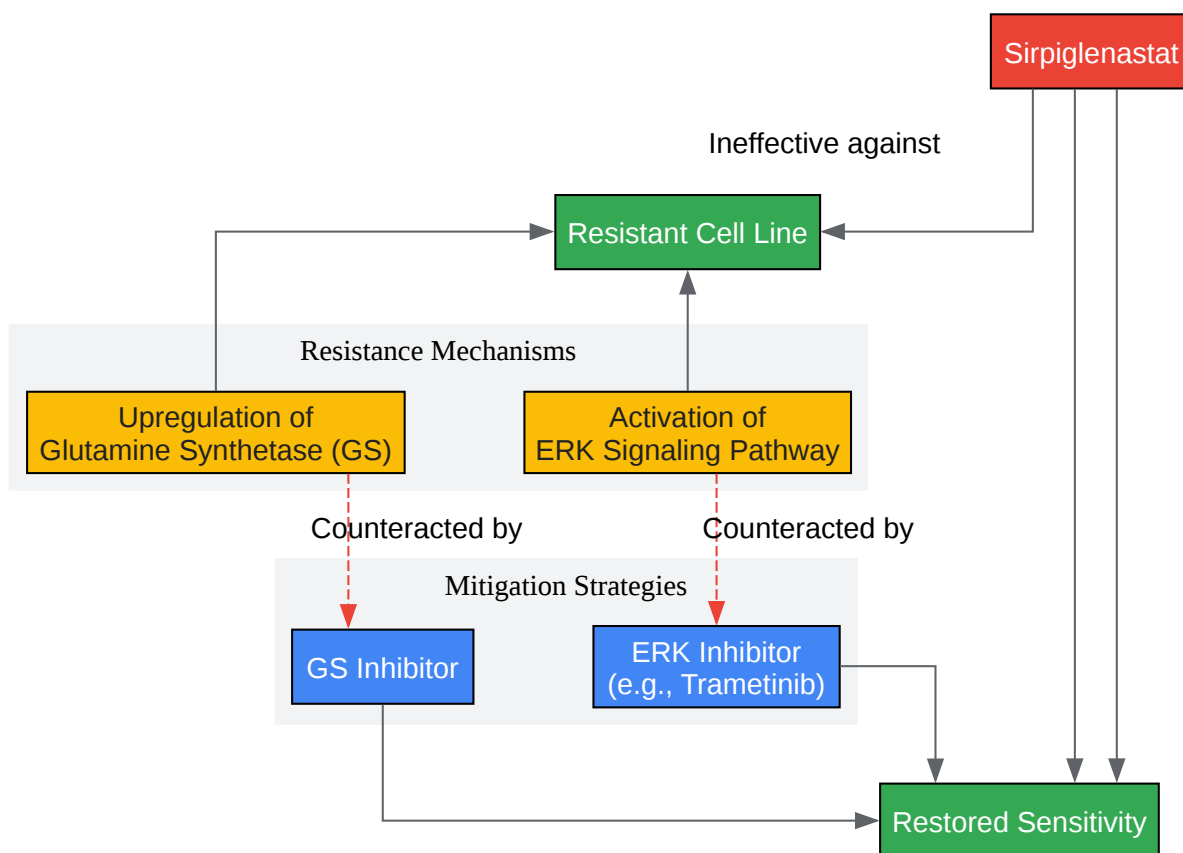 Sirpiglenastat
Ineffective against
Resistant Cell Line
Resistance Mechanisms
Upregulation of
Glutamine Synthetase (GS)
Activation of
ERK Signaling Pathway
Counteracted by
Counteracted by
Mitigation Strategies
GS Inhibitor
ERK Inhibitor
(e.g., Trametinib)
Restored Sensitivity